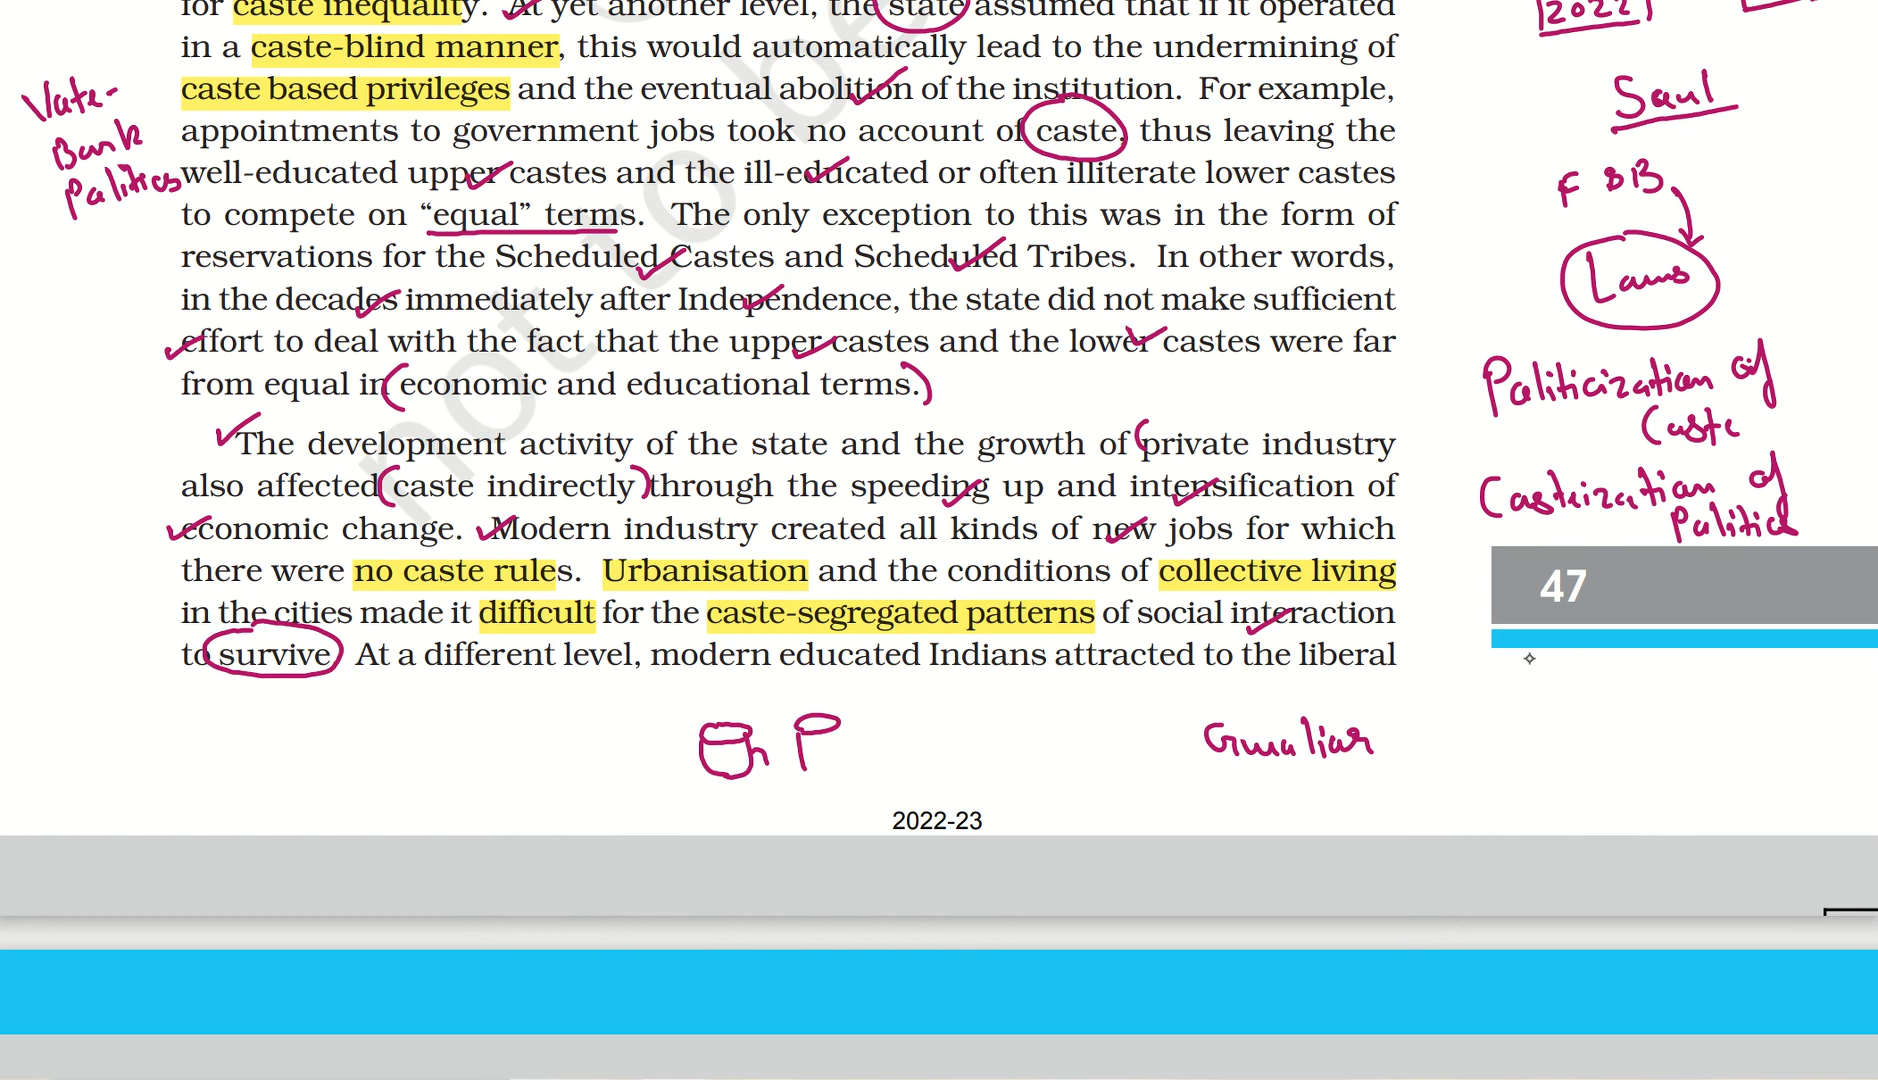 for caste inequality. At yet another level, the state assumed that if it operated
in a caste-blind manner, this would automatically lead to the undermining of
caste based privileges and the eventual abolition of the institution. For example,
appointments to government jobs took no account of caste, thus leaving the
well-educated upper castes and the ill-educated or often illiterate lower castes
to compete on “equal” terms. The only exception to this was in the form of
reservations for the Scheduled Castes and Scheduled Tribes. In other words,
in the decades immediately after Independence, the state did not make sufficient
effort to deal with the fact that the upper castes and the lower castes were far
from equal in economic and educational terms.
The development activity of the state and the growth of private industry
also affected caste indirectly through the speeding up and intensification of
economic change. Modern industry created all kinds of new jobs for which
there were no caste rules. Urbanisation and the conditions of collective living
in the cities made it difficult for the caste-segregated patterns of social interaction
to survive. At a different level, modern educated Indians attracted to the liberal
Vote-
Bank
Politics
2022
Soul
Laws
Politicization of
Caste
Casteization of
Politics
47
Gwalior
2022-23
not to be